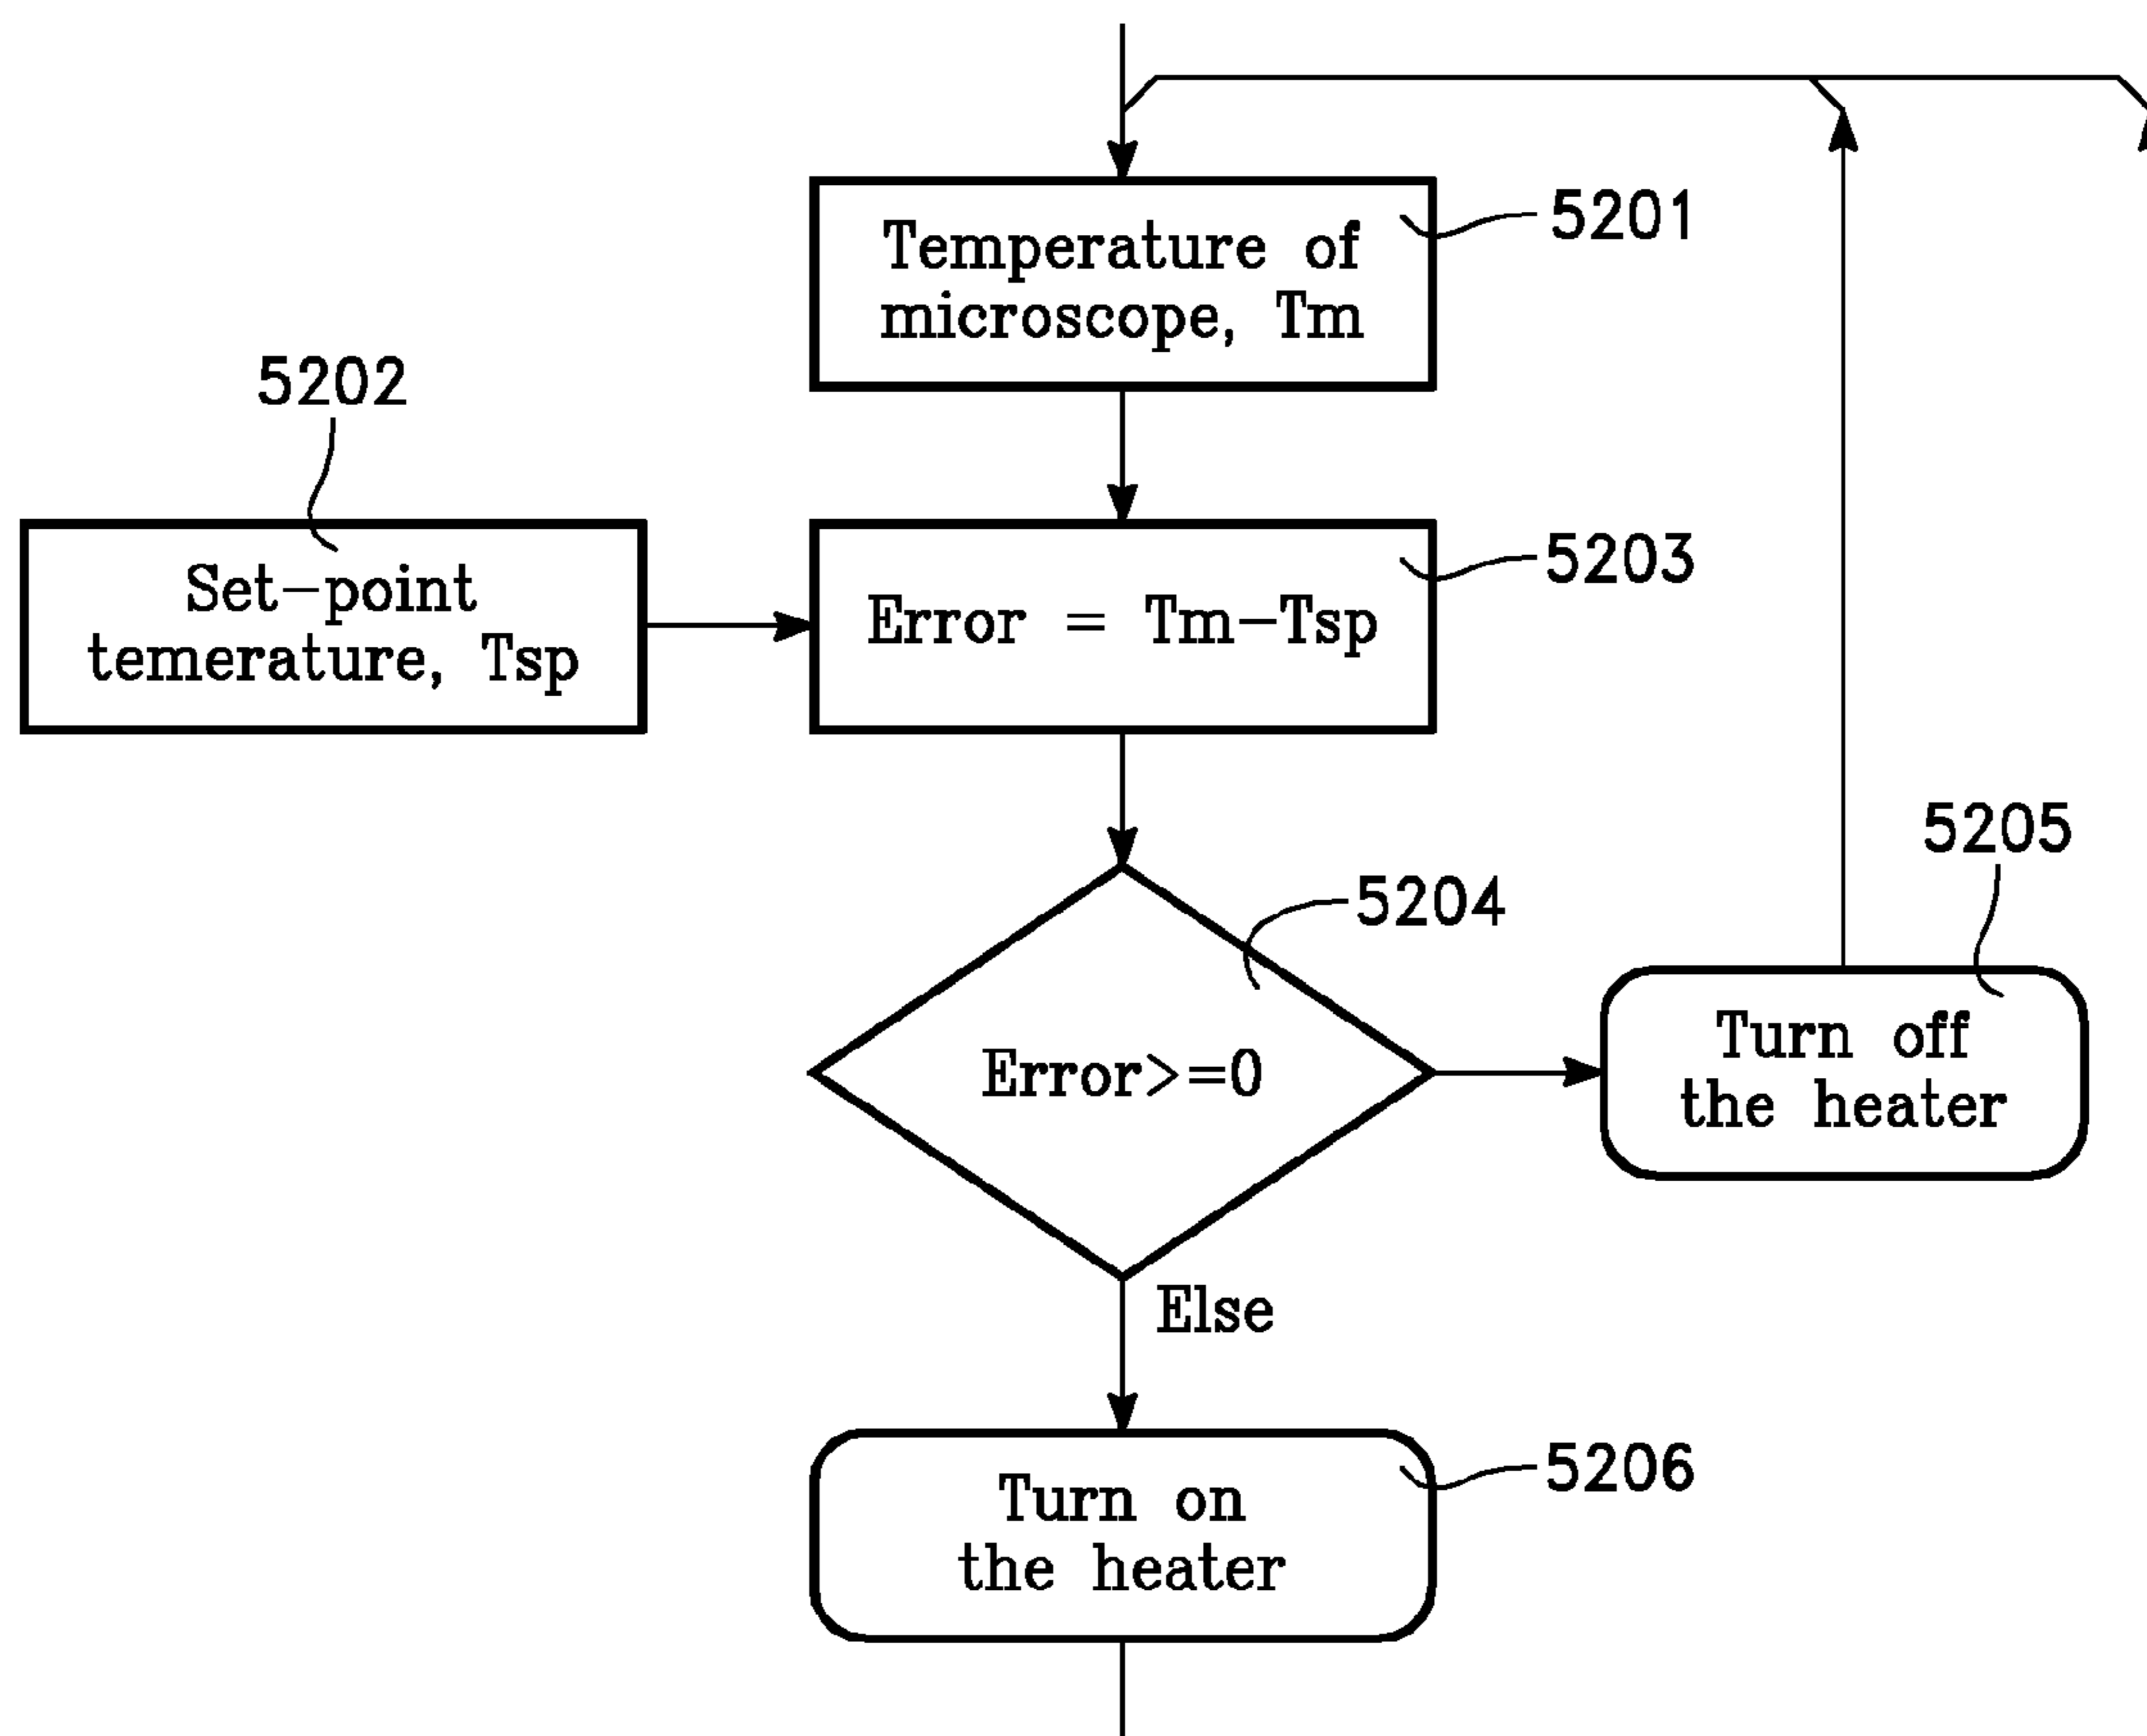 Temperature of
microscope, Tm
5201
5202
Set-point
temerature, Tsp
Error = Tm-Tsp
5203
5204
Error>=0
5205
Turn off
the heater
Else
Turn on
the heater
5206